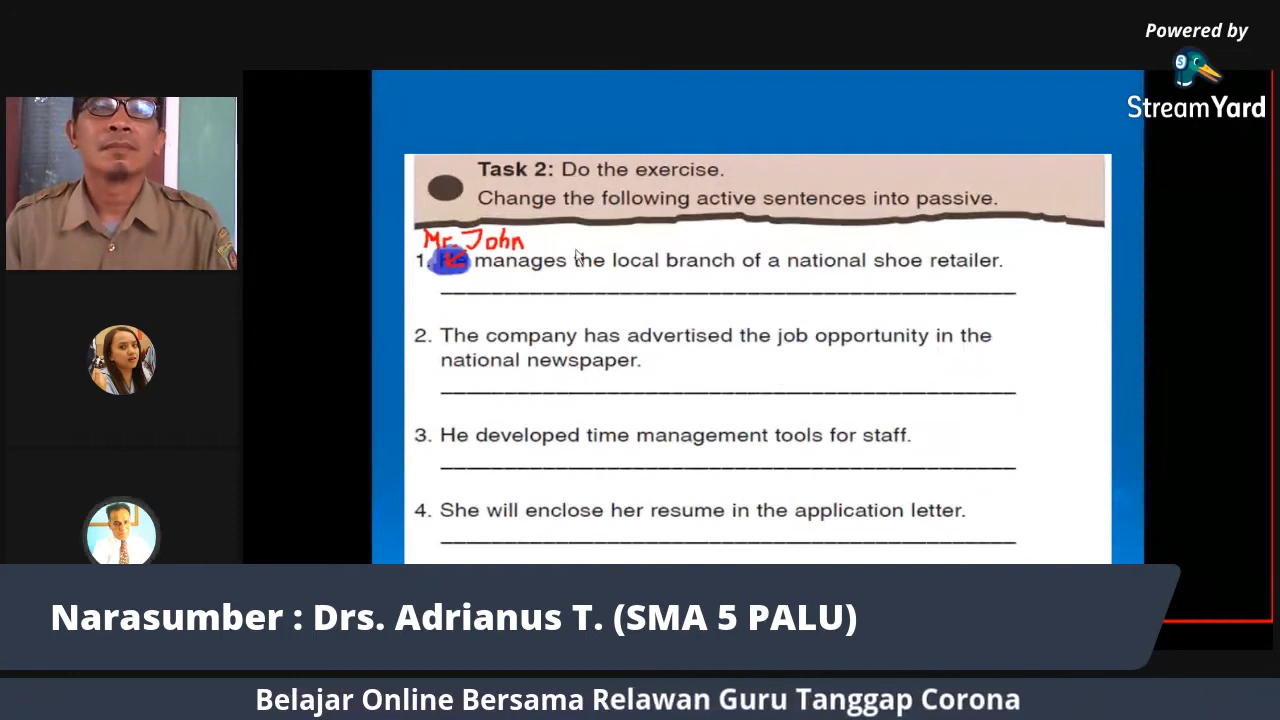 Powered by
StreamYard
Task 2: Do the exercise.
Change the following active sentences into passive.
Mr. John
1. He manages the local branch of a national shoe retailer.
2. The company has advertised the job opportunity in the
national newspaper.
3. He developed time management tools for staff.
4. She will enclose her resume in the application letter.
Narasumber : Drs. Adrianus T. (SMA 5 PALU)
Belajar Online Bersama Relawan Guru Tanggap Corona